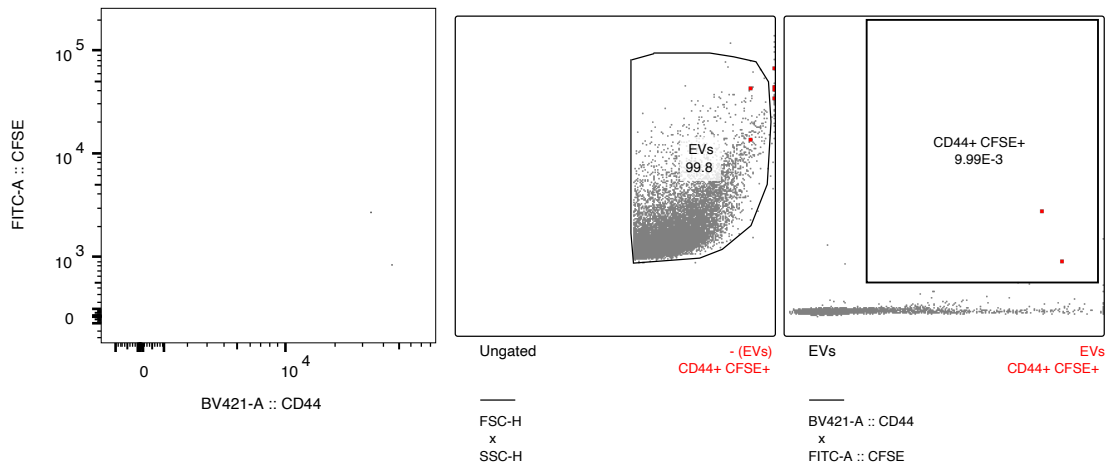 FITC-A :: CFSE
10^5
10^4
10^3
0
0
10^4
BV421-A :: CD44
EVs
99.8
Ungated
- (EVs)
CD44+ CFSE+
FSC-H
x
SSC-H
CD44+ CFSE+
9.99E-3
EVs
EVs
CD44+ CFSE+
BV421-A :: CD44
x
FITC-A :: CFSE